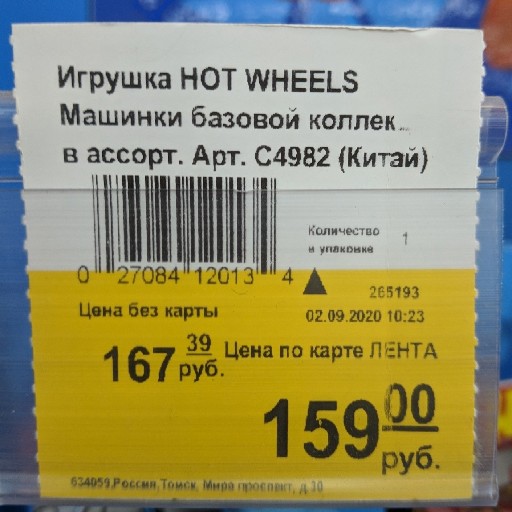 Игрушка HOT WHEELS
Машинки базовой коллек...
в ассорт. Арт. C4982 (Китай)
Количество
в упаковке 1
0 27084 12013 4
265193
Цена без карты 02.09.2020 10:23
167 39 руб. Цена по карте ЛЕНТА
159 00 руб.
634059,Россия,Томск, Мира проспект, д.30